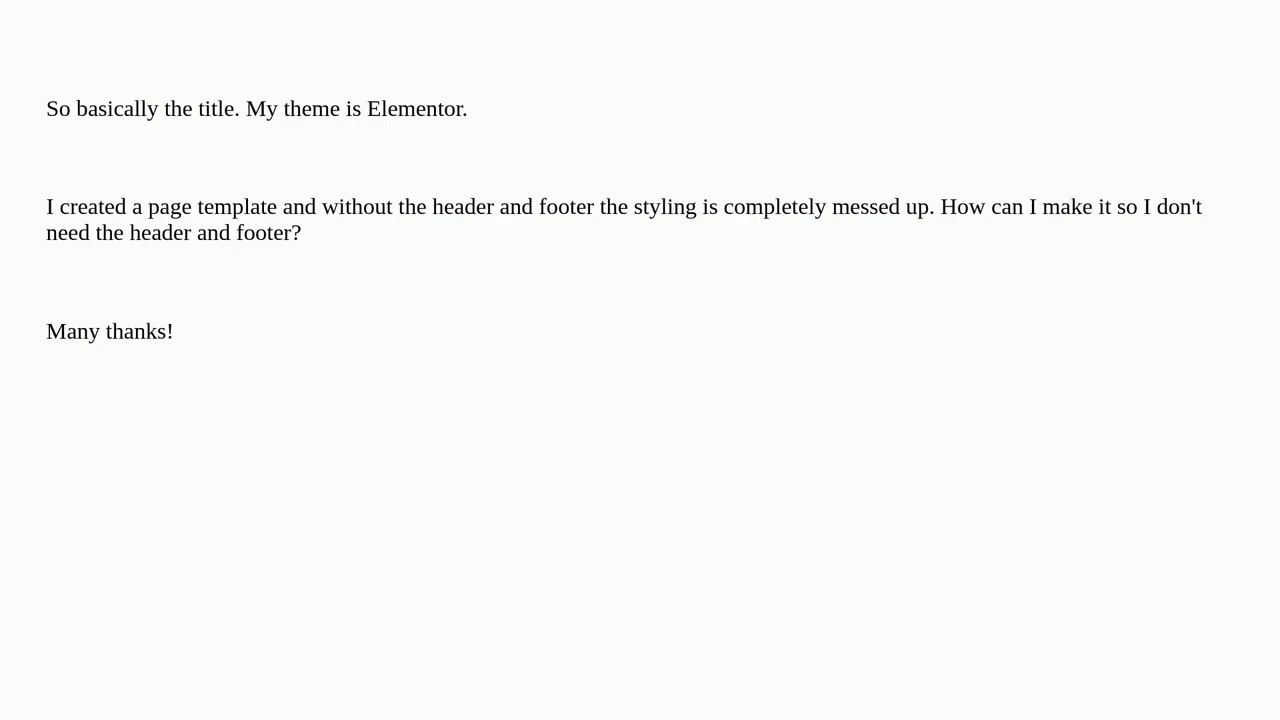 So basically the title. My theme is Elementor.
I created a page template and without the header and footer the styling is completely messed up. How can I make it so I don't
need the header and footer?
Many thanks!